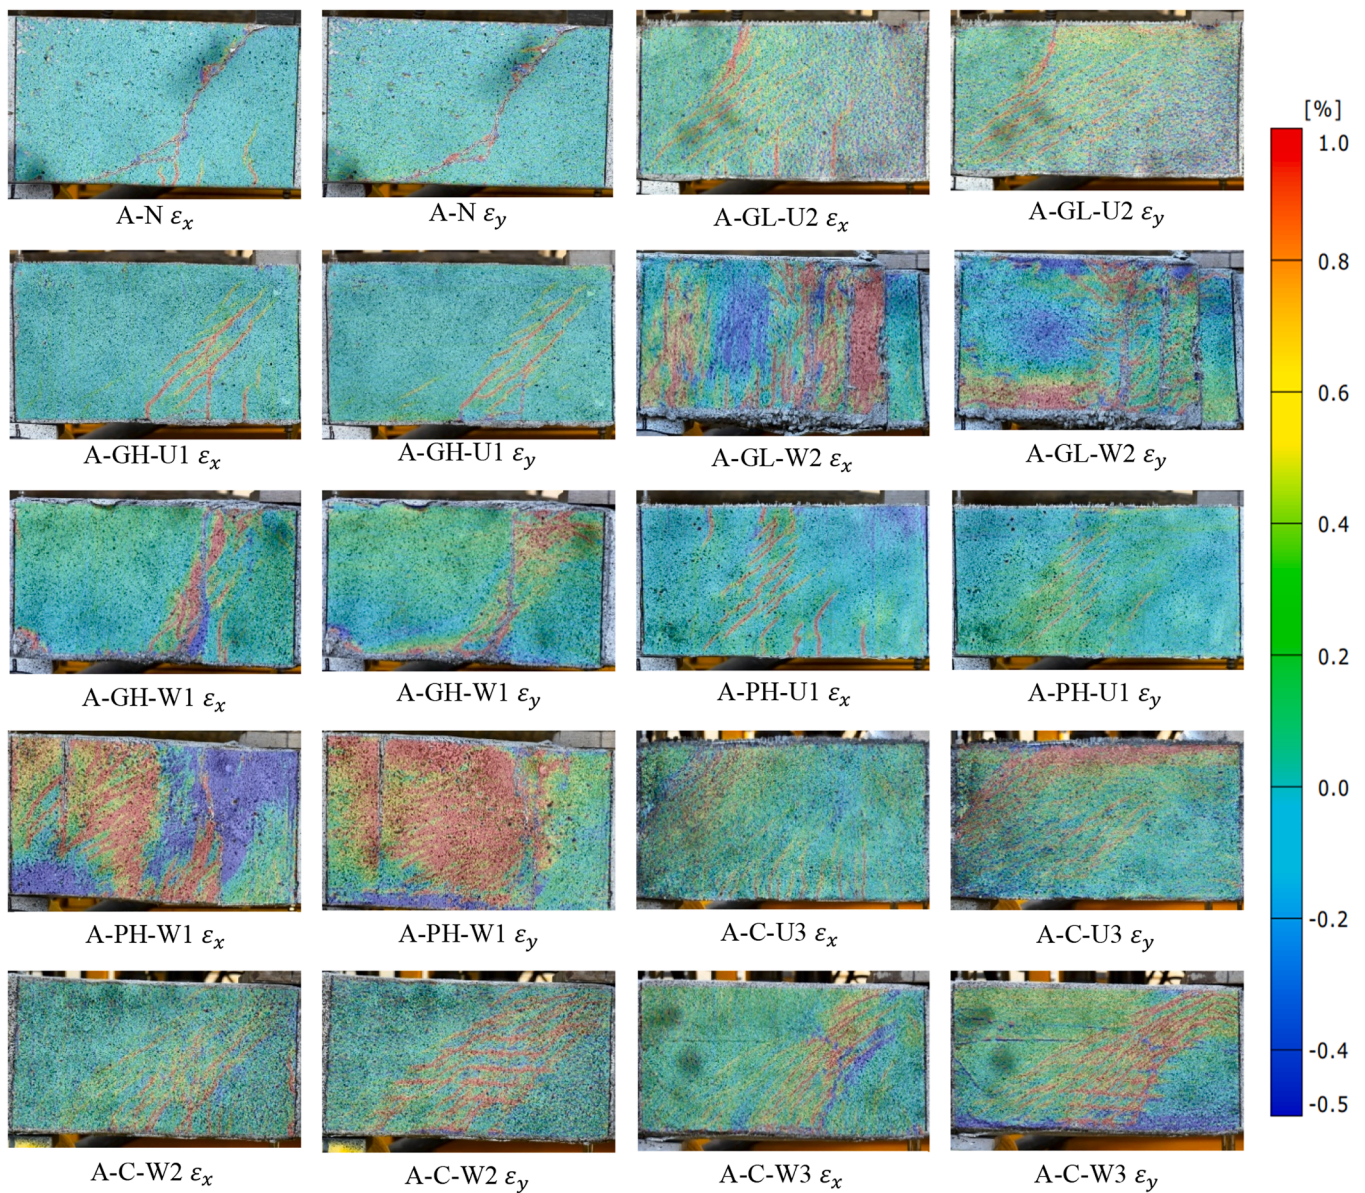 A-N εx
A-N εy
A-GL-U2 εx
A-GL-U2 εy
A-GH-U1 εx
A-GH-U1 εy
A-GL-W2 εx
A-GL-W2 εy
A-GH-W1 εx
A-GH-W1 εy
A-PH-U1 εx
A-PH-U1 εy
A-PH-W1 εx
A-PH-W1 εy
A-C-U3 εx
A-C-U3 εy
A-C-W2 εx
A-C-W2 εy
A-C-W3 εx
A-C-W3 εy
[%]
1.0
0.8
0.6
0.4
0.2
0.0
-0.2
-0.4
-0.5